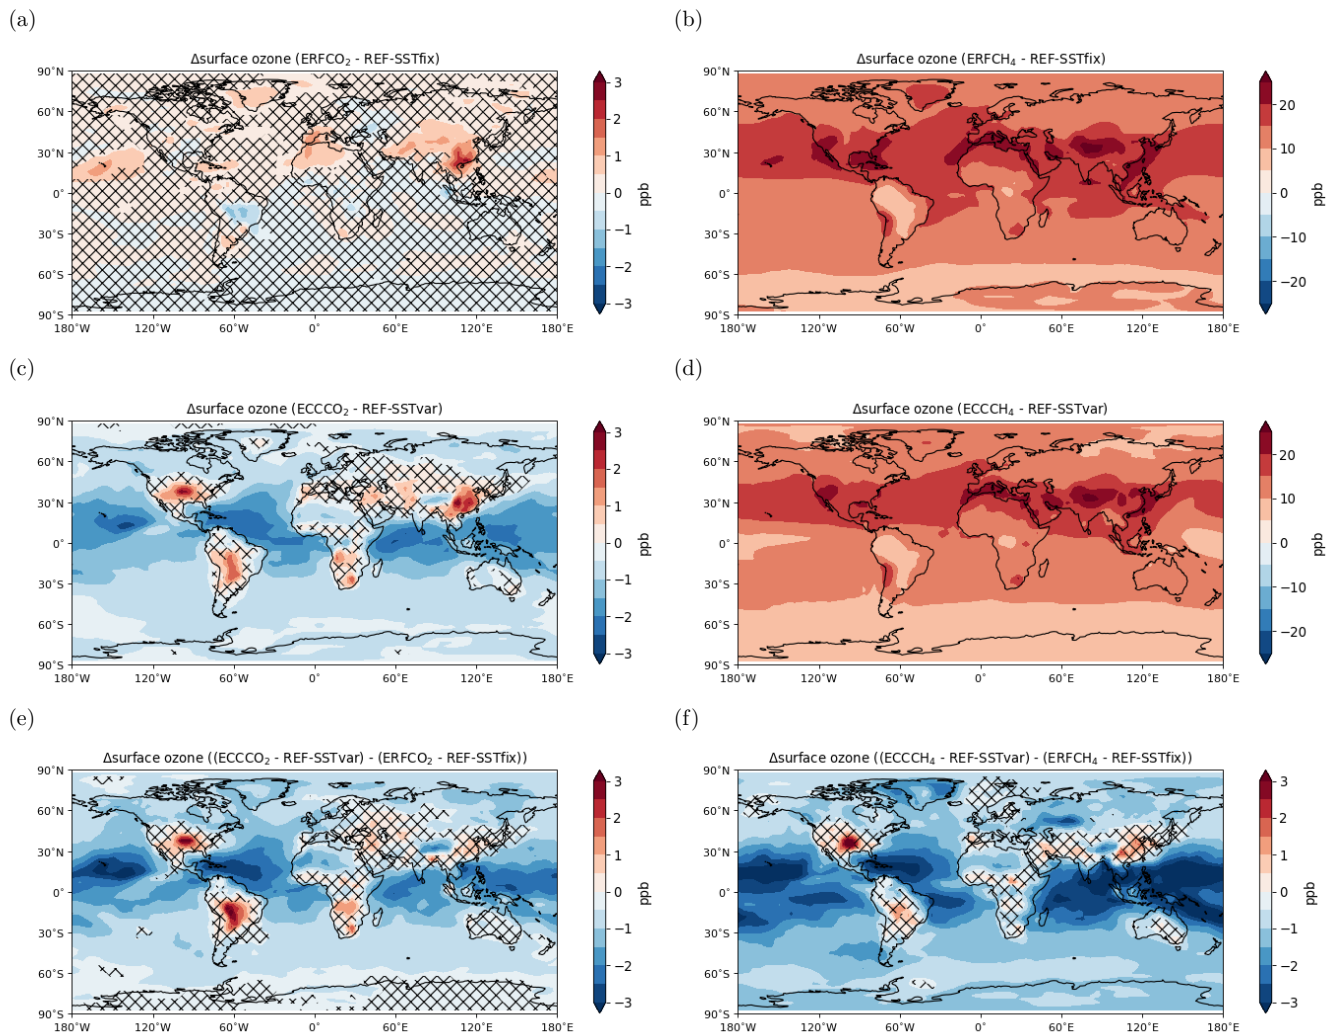 (a)
Δsurface ozone (ERFCO₂ - REF-SSTfix)
90°N
60°N
30°N
0°
30°S
60°S
90°S
180°W 120°W 60°W 0° 60°E 120°E 180°E
3
2
1
0
−1
−2
−3
ppb
(b)
Δsurface ozone (ERFCH₄ - REF-SSTfix)
90°N
60°N
30°N
0°
30°S
60°S
90°S
180°W 120°W 60°W 0° 60°E 120°E 180°E
20
10
0
−10
−20
ppb
(c)
Δsurface ozone (ECCCO₂ - REF-SSTvar)
90°N
60°N
30°N
0°
30°S
60°S
90°S
180°W 120°W 60°W 0° 60°E 120°E 180°E
3
2
1
0
−1
−2
−3
ppb
(d)
Δsurface ozone (ECCCH₄ - REF-SSTvar)
90°N
60°N
30°N
0°
30°S
60°S
90°S
180°W 120°W 60°W 0° 60°E 120°E 180°E
20
10
0
−10
−20
ppb
(e)
Δsurface ozone ((ECCCO₂ - REF-SSTvar) - (ERFCO₂ - REF-SSTfix))
90°N
60°N
30°N
0°
30°S
60°S
90°S
180°W 120°W 60°W 0° 60°E 120°E 180°E
3
2
1
0
−1
−2
−3
ppb
(f)
Δsurface ozone ((ECCCH₄ - REF-SSTvar) - (ERFCH₄ - REF-SSTfix))
90°N
60°N
30°N
0°
30°S
60°S
90°S
180°W 120°W 60°W 0° 60°E 120°E 180°E
3
2
1
0
−1
−2
−3
ppb